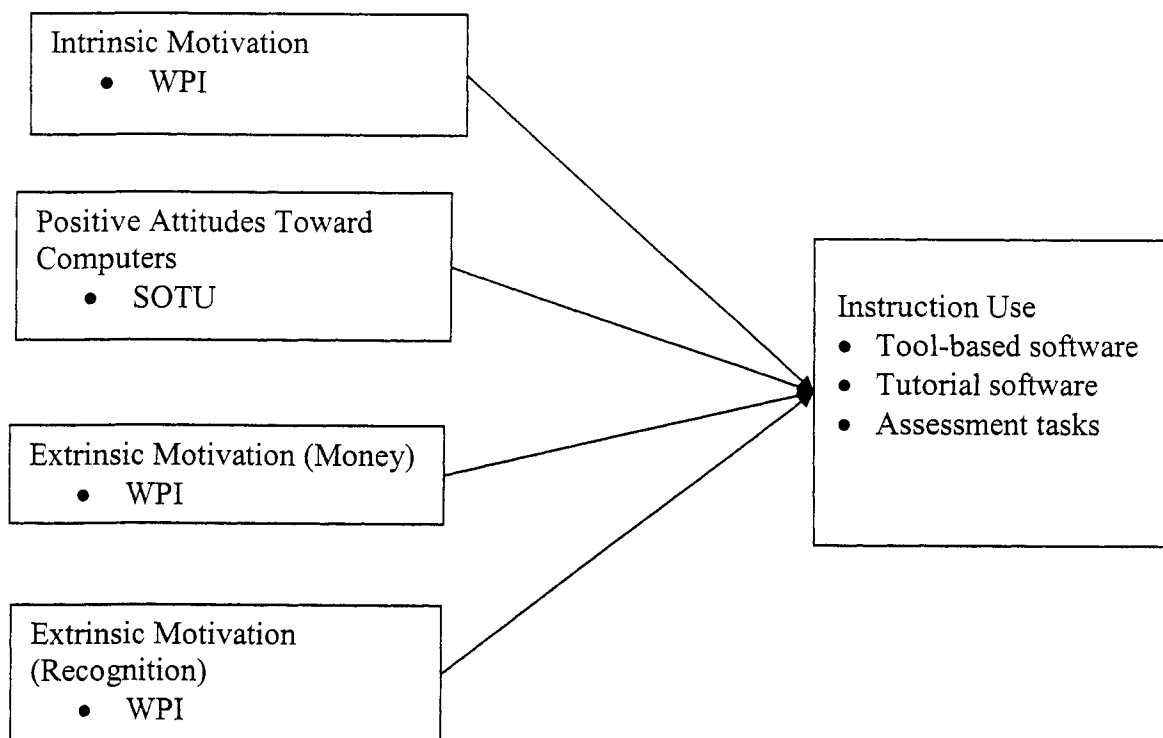 Intrinsic Motivation
• WPI
Positive Attitudes Toward
Computers
• SOTU
Extrinsic Motivation (Money)
• WPI
Extrinsic Motivation
(Recognition)
• WPI
Instruction Use
• Tool-based software
• Tutorial software
• Assessment tasks